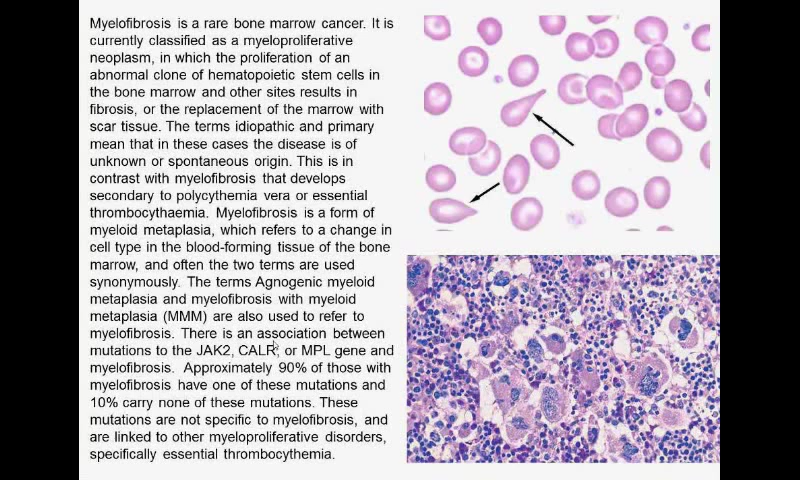 Myelofibrosis is a rare bone marrow cancer. It is
currently classified as a myeloproliferative
neoplasm, in which the proliferation of an
abnormal clone of hematopoietic stem cells in
the bone marrow and other sites results in
fibrosis, or the replacement of the marrow with
scar tissue. The terms idiopathic and primary
mean that in these cases the disease is of
unknown or spontaneous origin. This is in
contrast with myelofibrosis that develops
secondary to polycythemia vera or essential
thrombocythaemia. Myelofibrosis is a form of
myeloid metaplasia, which refers to a change in
cell type in the blood-forming tissue of the bone
marrow, and often the two terms are used
synonymously. The terms Agnogenic myeloid
metaplasia and myelofibrosis with myeloid
metaplasia (MMM) are also used to refer to
myelofibrosis. There is an association between
mutations to the JAK2, CALR, or MPL gene and
myelofibrosis. Approximately 90% of those with
myelofibrosis have one of these mutations and
10% carry none of these mutations. These
mutations are not specific to myelofibrosis, and
are linked to other myeloproliferative disorders,
specifically essential thrombocythemia.